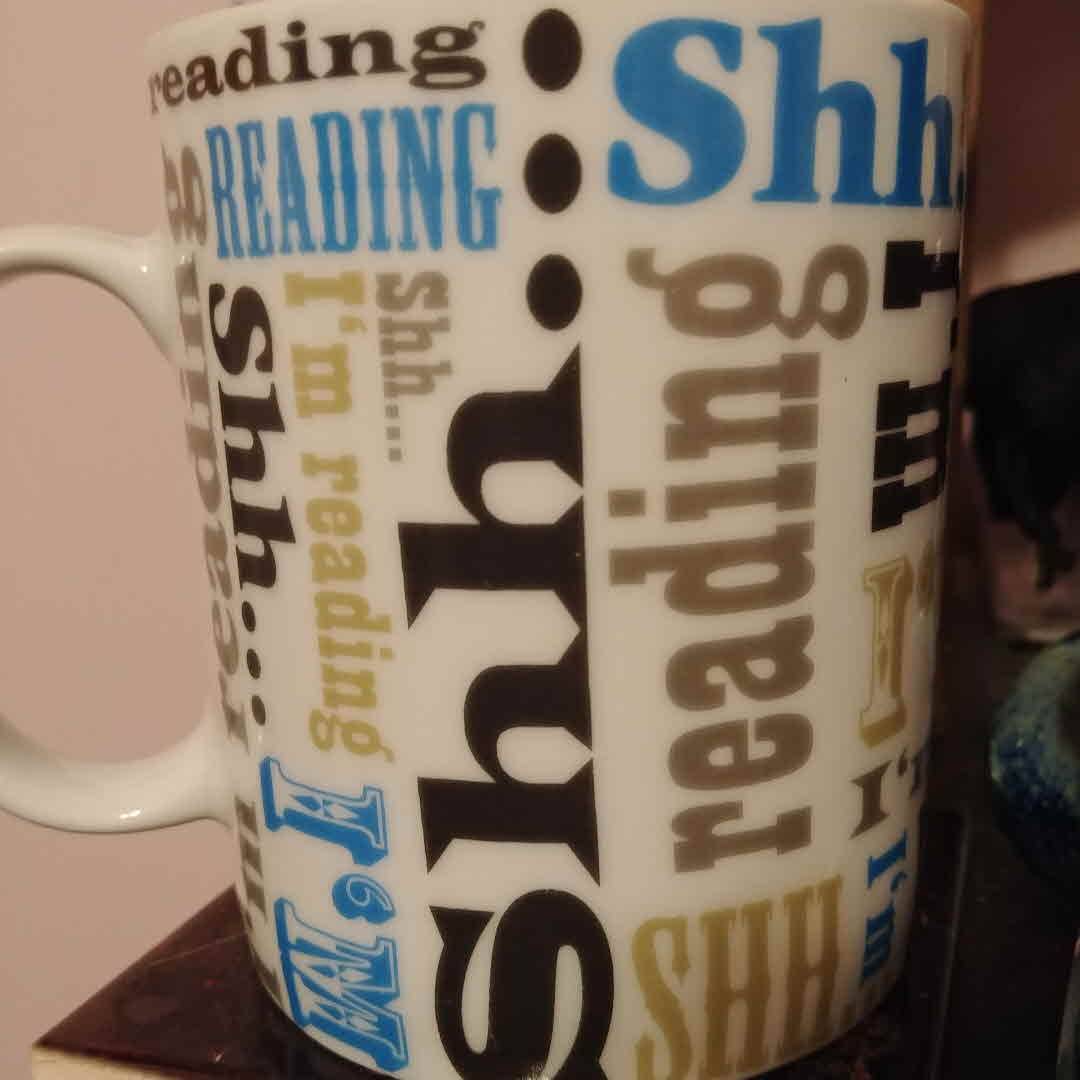 reading
READING
Shh...
I'm reading
Shh...
I'M
Shh...
Shh
reading
SHH
I'm